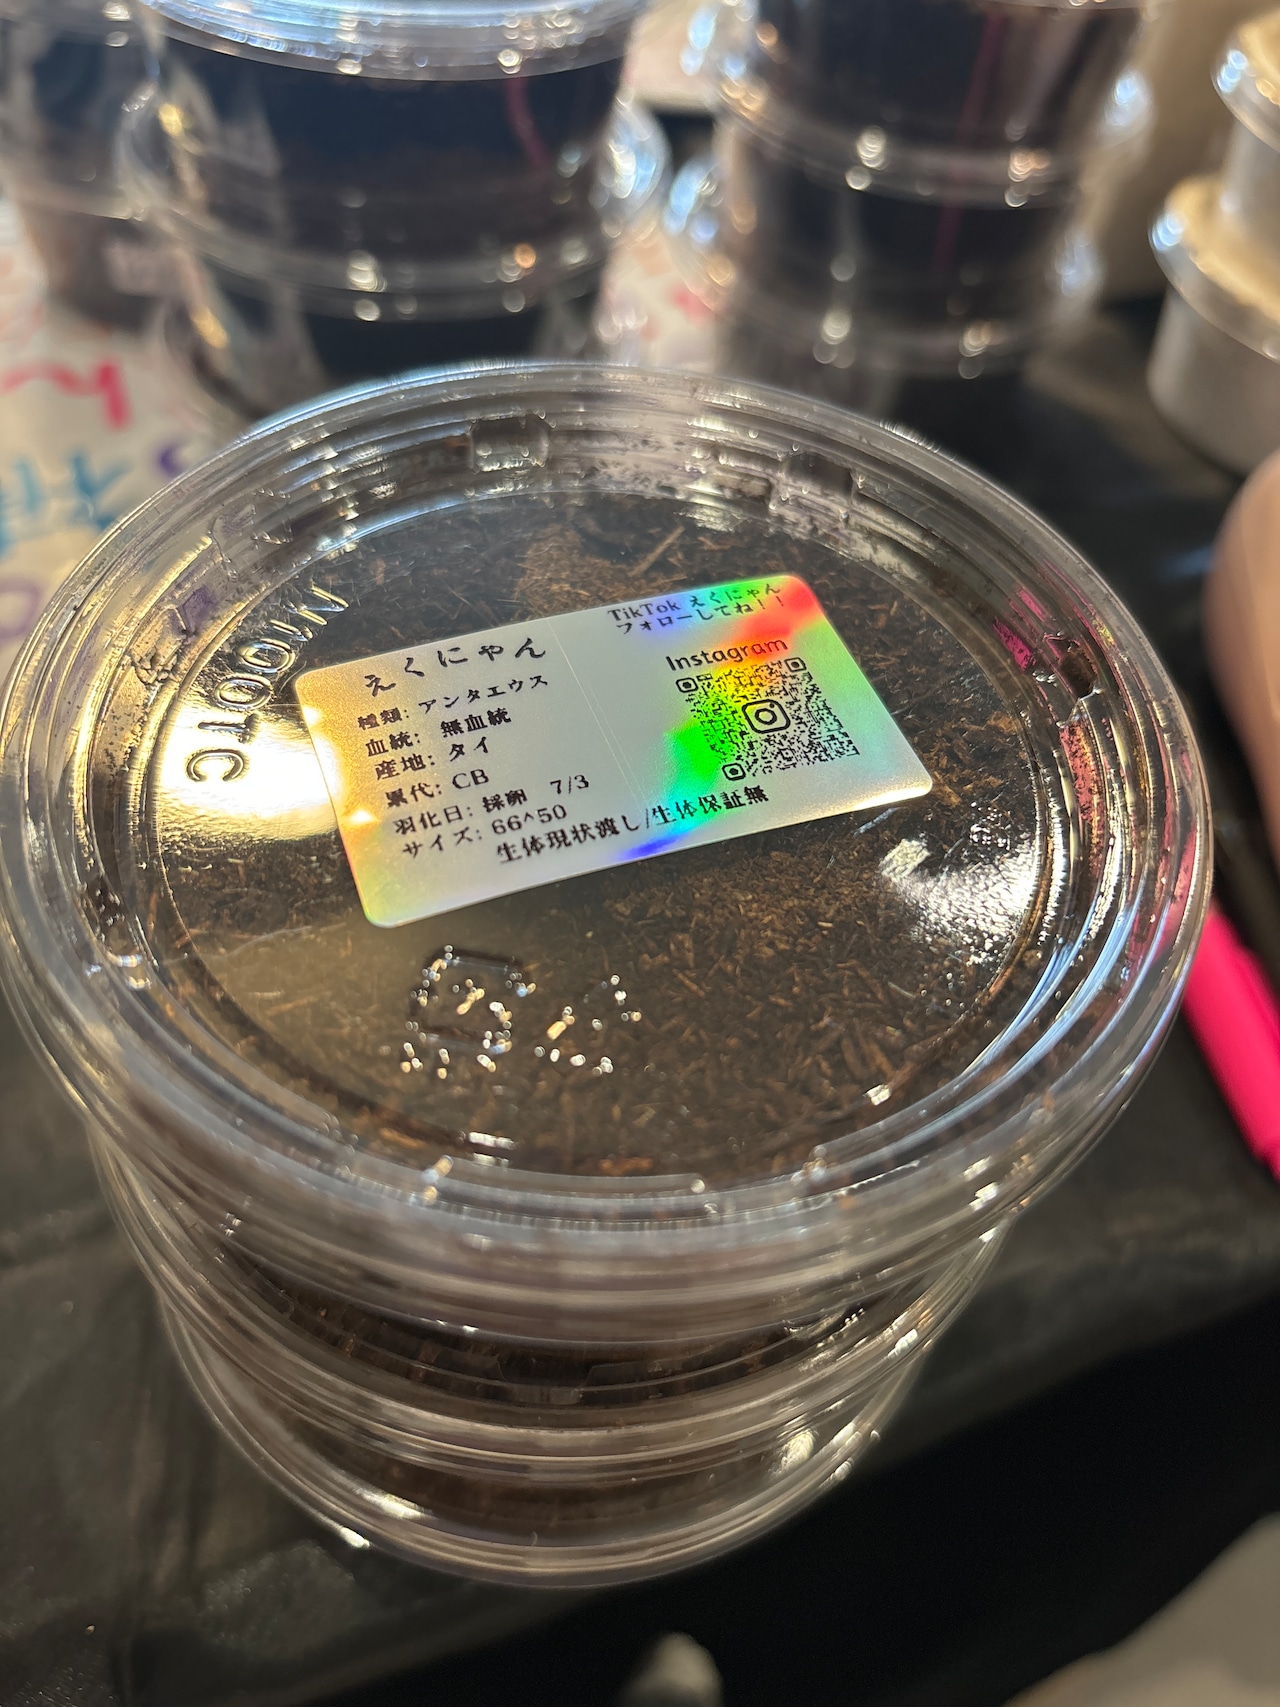 えくにゃん
種類: アンタエウス
血統: 無血統
産地: タイ
累代: CB
羽化日: 採卵 7/3
サイズ: 66^50
生体現状渡し/生体保証無
TikTok えくにゃん
フォローしてね!!
Instagram